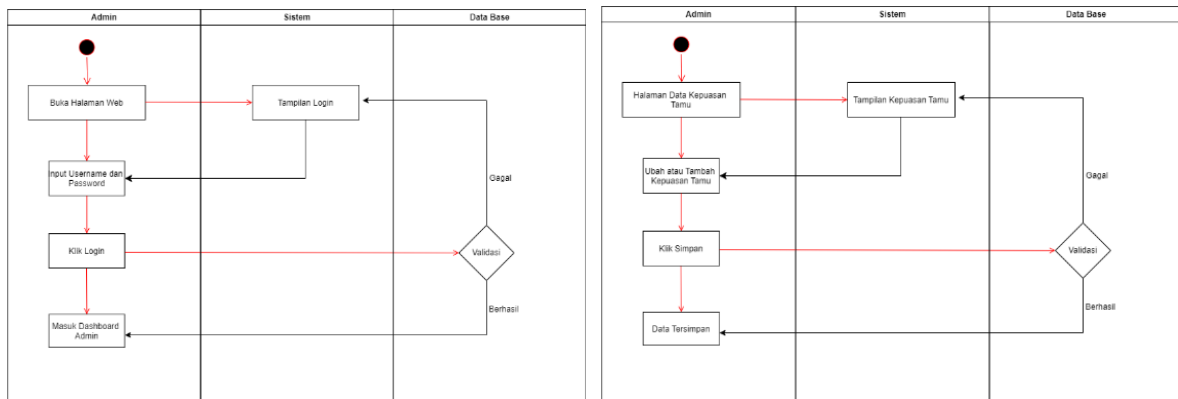 Admin
Sistem
Data Base
Buka Halaman Web
Tampilan Login
Input Username dan
Password
Gagal
Klik Login
Validasi
Berhasil
Masuk Dashboard
Admin
Admin
Sistem
Data Base
Halaman Data Kepuasan
Tamu
Tampilan Kepuasan Tamu
Ubah atau Tambah
Kepuasan Tamu
Gagal
Klik Simpan
Validasi
Berhasil
Data Tersimpan